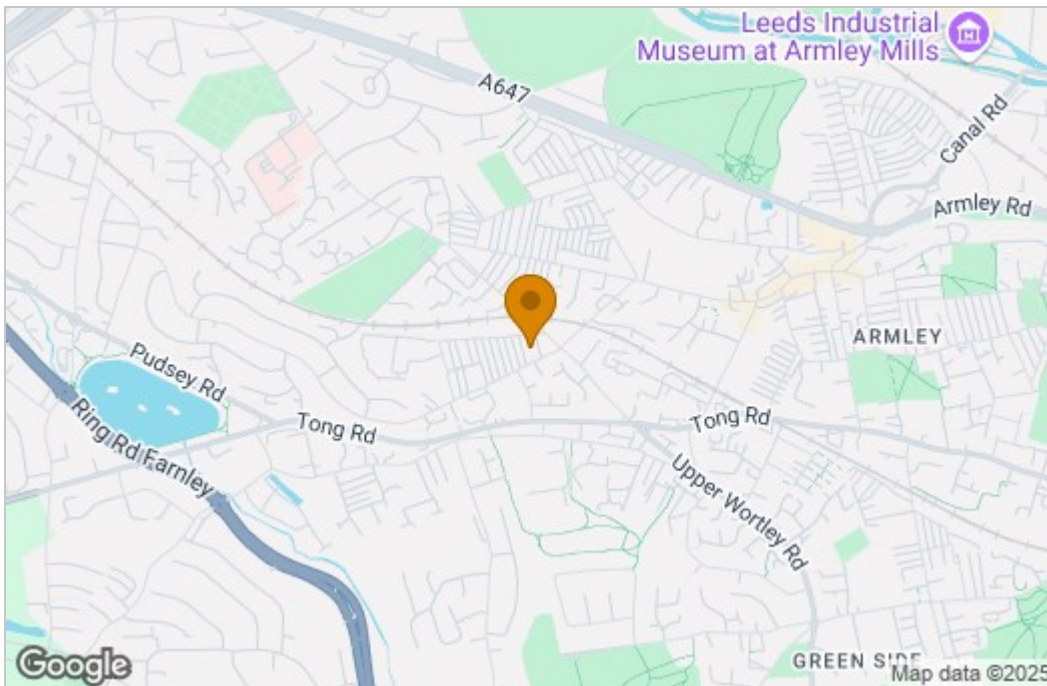 Leeds Industrial
Museum at Armley Mills
A647
Canal Rd
Armley Rd
ARMLEY
Pudsey Rd
Tong Rd
Tong Rd
Ring Rd Farnley
Upper Wortley Rd
GREEN SIDE
Google
Map data ©2025